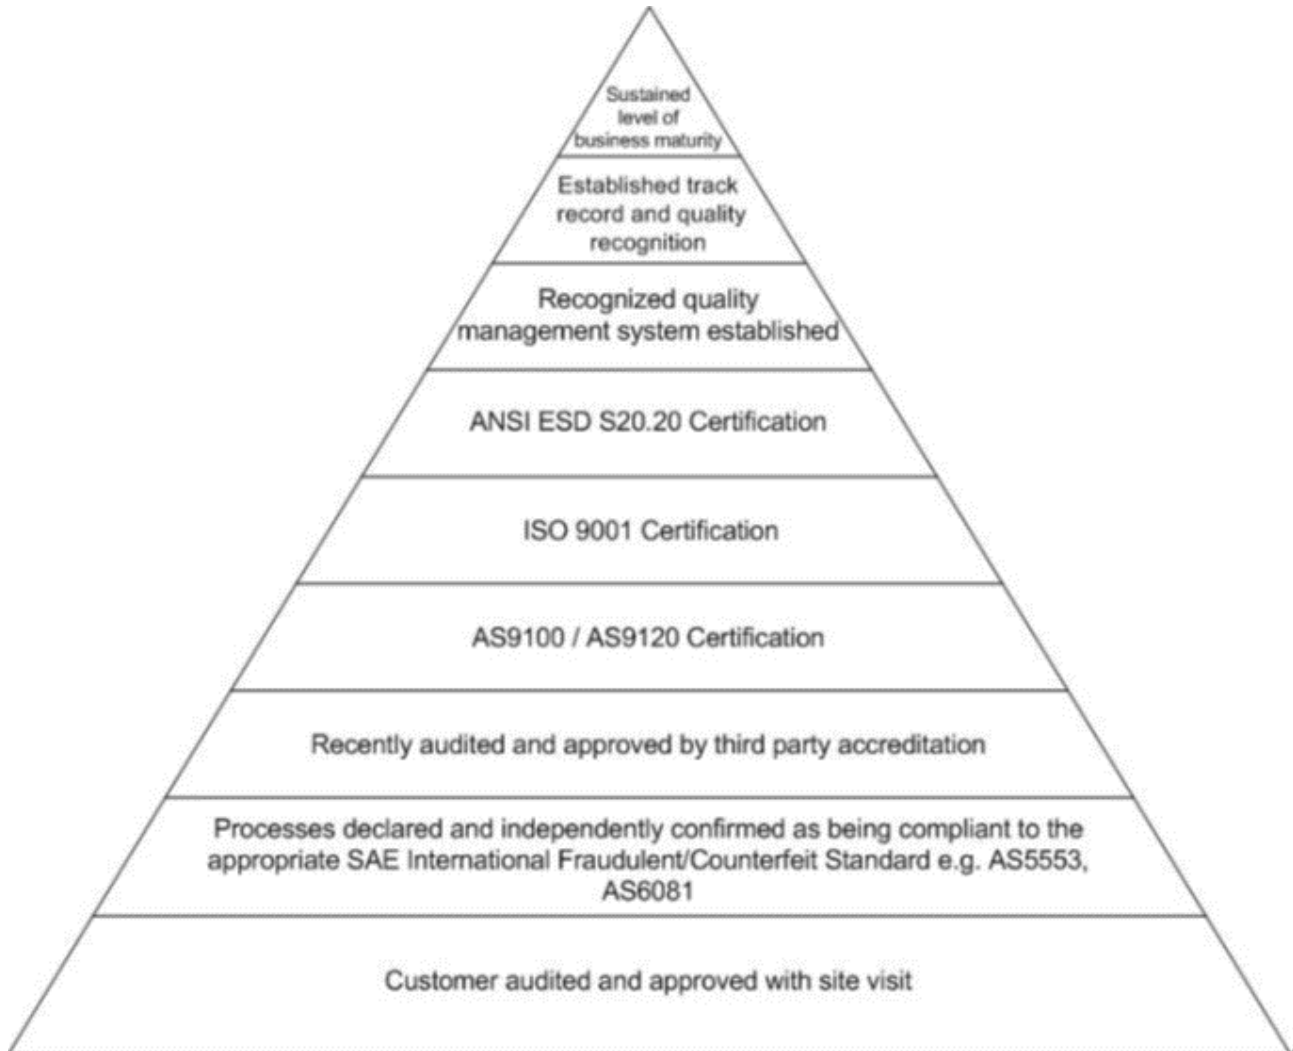 Sustained
level of
business maturity
Established track
record and quality
recognition
Recognized quality
management system established
ANSI ESD S20.20 Certification
ISO 9001 Certification
AS9100 / AS9120 Certification
Recently audited and approved by third party accreditation
Processes declared and independently confirmed as being compliant to the
appropriate SAE International Fraudulent/Counterfeit Standard e.g. AS5553,
AS6081
Customer audited and approved with site visit